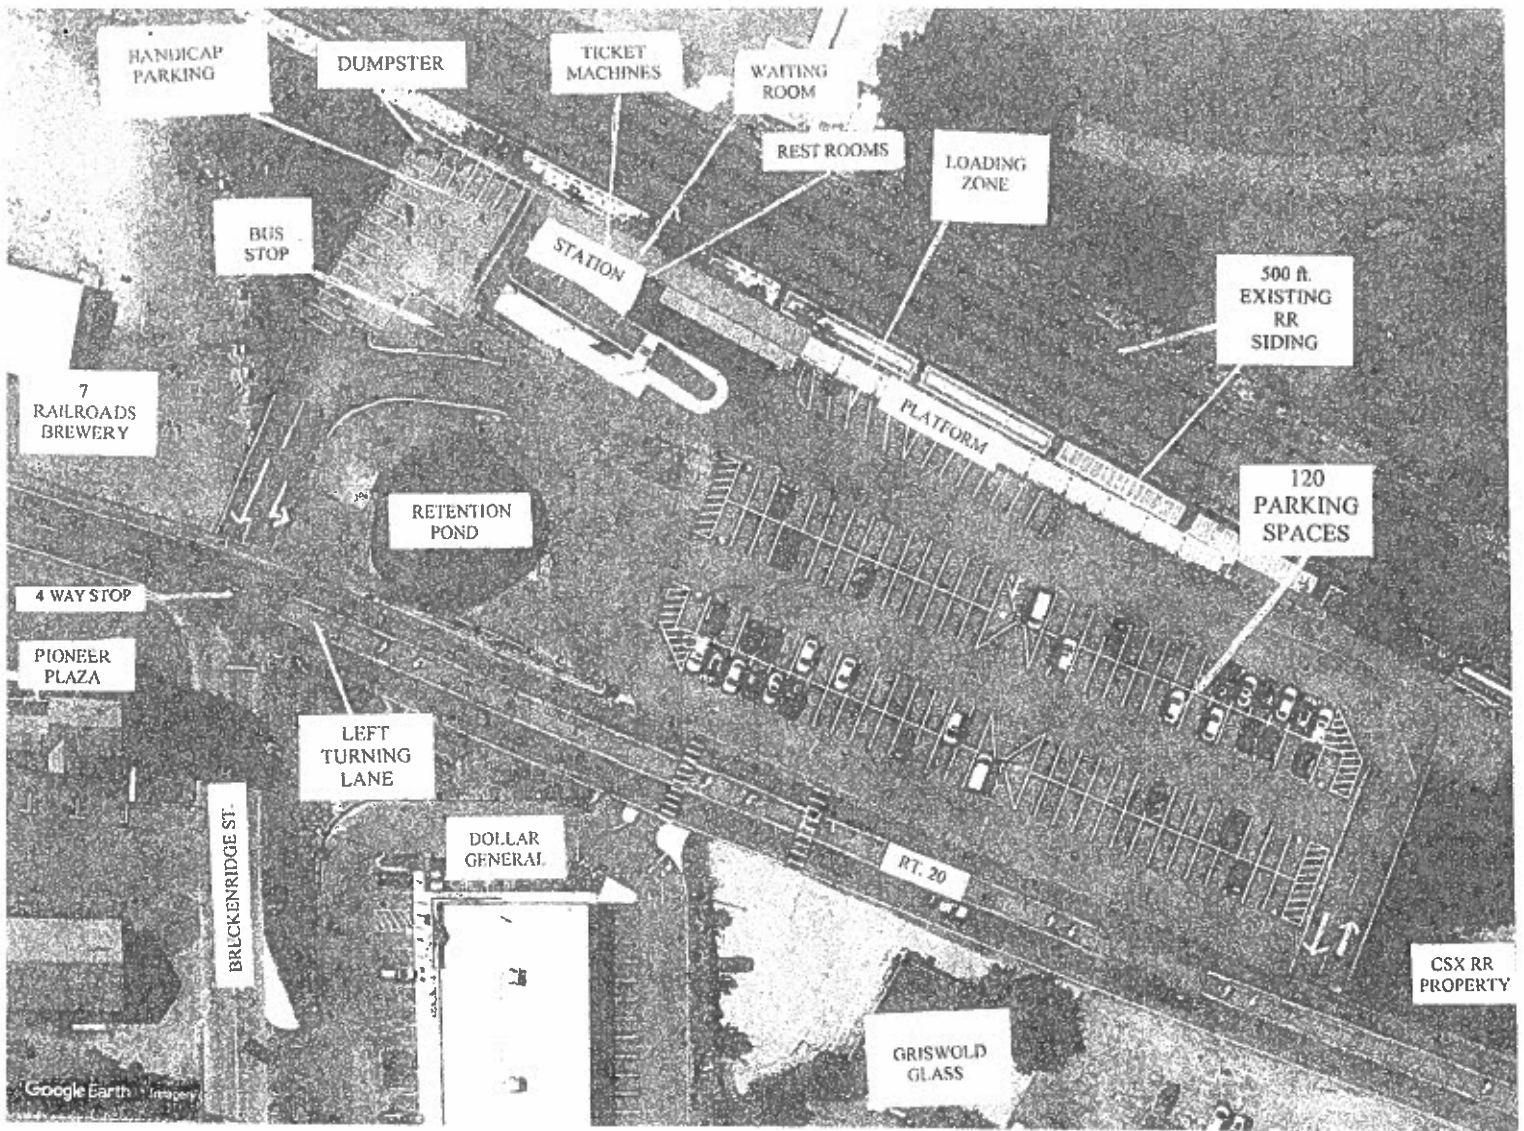 HANDICAP
PARKING
DUMPSTER
TICKET
MACHINES
WAITING
ROOM
REST ROOMS
LOADING
ZONE
BUS
STOP
STATION
500 ft.
EXISTING
RR
SIDING
7
RAILROADS
BREWERY
PLATFORM
RETENTION
POND
120
PARKING
SPACES
4 WAY STOP
PIONEER
PLAZA
LEFT
TURNING
LANE
BRECKENRIDGE ST.
DOLLAR
GENERAL
RT. 20
CSX RR
PROPERTY
GRISWOLD
GLASS
Google Earth Imagery